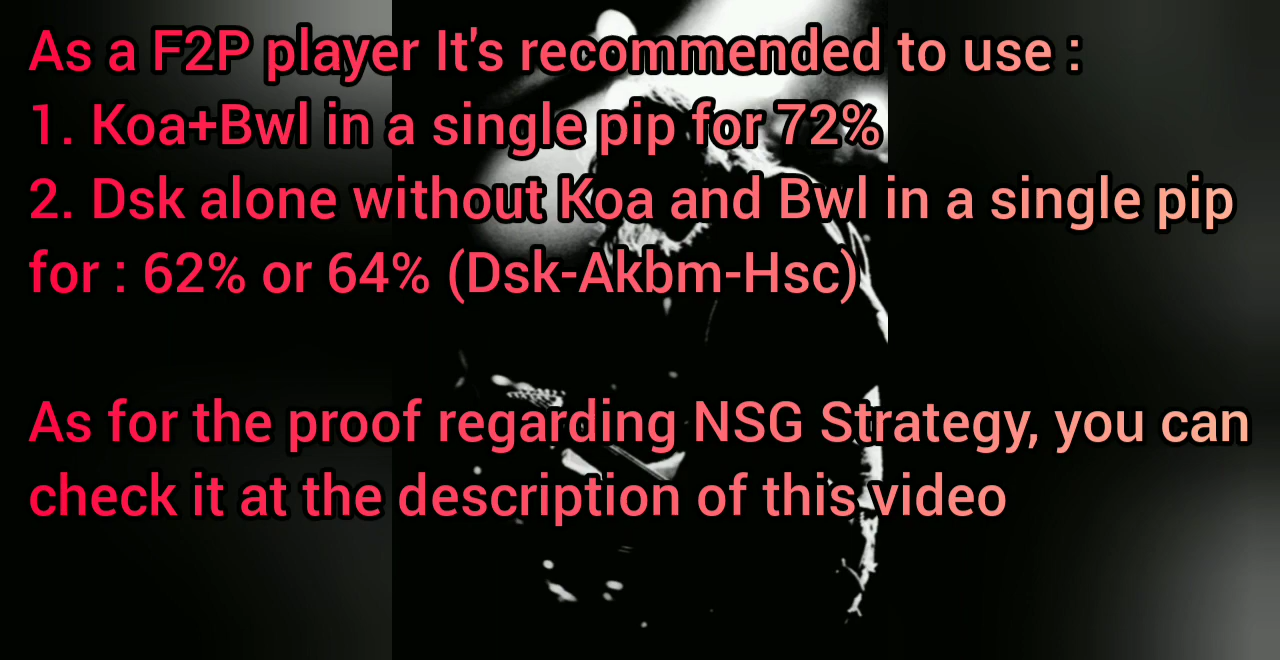 As a F2P player It's recommended to use :
1. Koa+Bwl in a single pip for 72%
2. Dsk alone without Koa and Bwl in a single pip
for : 62% or 64% (Dsk-Akbm-Hsc)
As for the proof regarding NSG Strategy, you can
check it at the description of this video